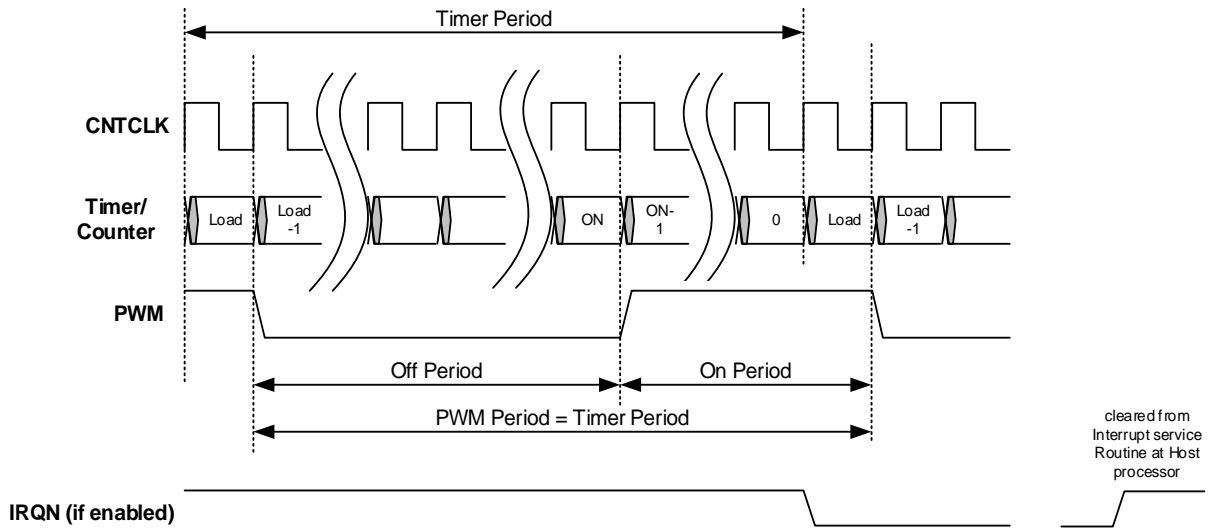 Timer Period
CNTCLK
Timer/
Counter
Load
Load
-1
ON
ON-
1
0
Load
Load
-1
PWM
Off Period
On Period
PWM Period = Timer Period
cleared from
Interrupt service
Routine at Host
processor
IRQN (if enabled)